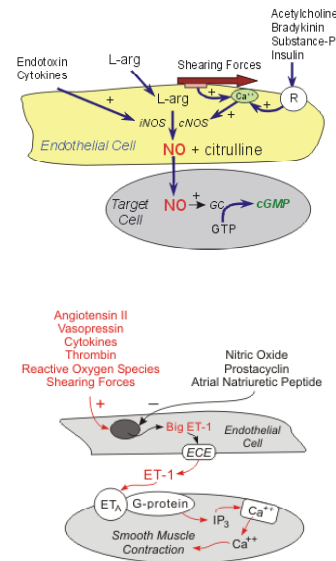 Acetylcholine
Bradykinin
Substance-P
Insulin
Shearing Forces
Endotoxin
Cytokines
L-arg
L-arg
+
Ca++
+
R
+
+
iNOS
cNOS
Endothelial Cell
NO + citrulline
Target
Cell
NO
+
GC
cGMP
GTP
Angiotensin II
Vasopressin
Cytokines
Thrombin
Reactive Oxygen Species
Shearing Forces
Nitric Oxide
Prostacyclin
Atrial Natriuretic Peptide
+
–
Big ET-1
Endothelial
Cell
ECE
ET-1
ETA
G-protein
IP3
Ca++
Smooth Muscle
Contraction
Ca++